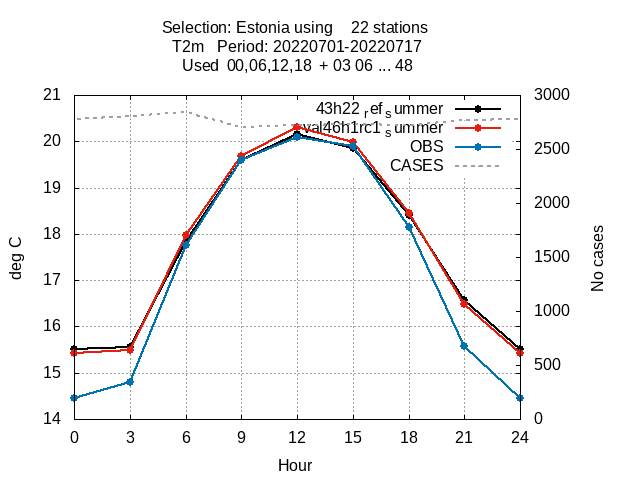 Selection: Estonia using    22 stations
T2m   Period: 20220701-20220717
Used  00,06,12,18  + 03 06 ... 48
21
20
19
18
17
16
15
14
3000
2500
2000
1500
1000
500
0
43h22_ref_summer
val46h1rc1_summer
OBS
CASES
deg C
No cases
0 3 6 9 12 15 18 21 24
Hour